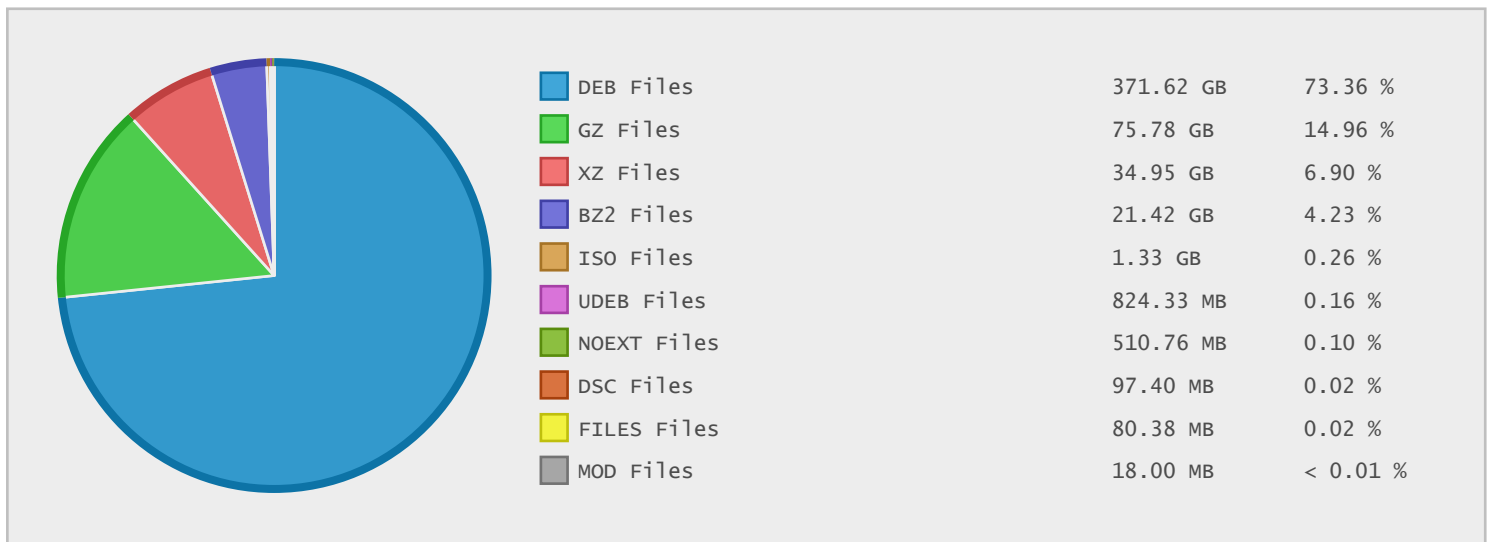 DEB Files 371.62 GB 73.36 %
GZ Files 75.78 GB 14.96 %
XZ Files 34.95 GB 6.90 %
BZ2 Files 21.42 GB 4.23 %
ISO Files 1.33 GB 0.26 %
UDEB Files 824.33 MB 0.16 %
NOEXT Files 510.76 MB 0.10 %
DSC Files 97.40 MB 0.02 %
FILES Files 80.38 MB 0.02 %
MOD Files 18.00 MB < 0.01 %